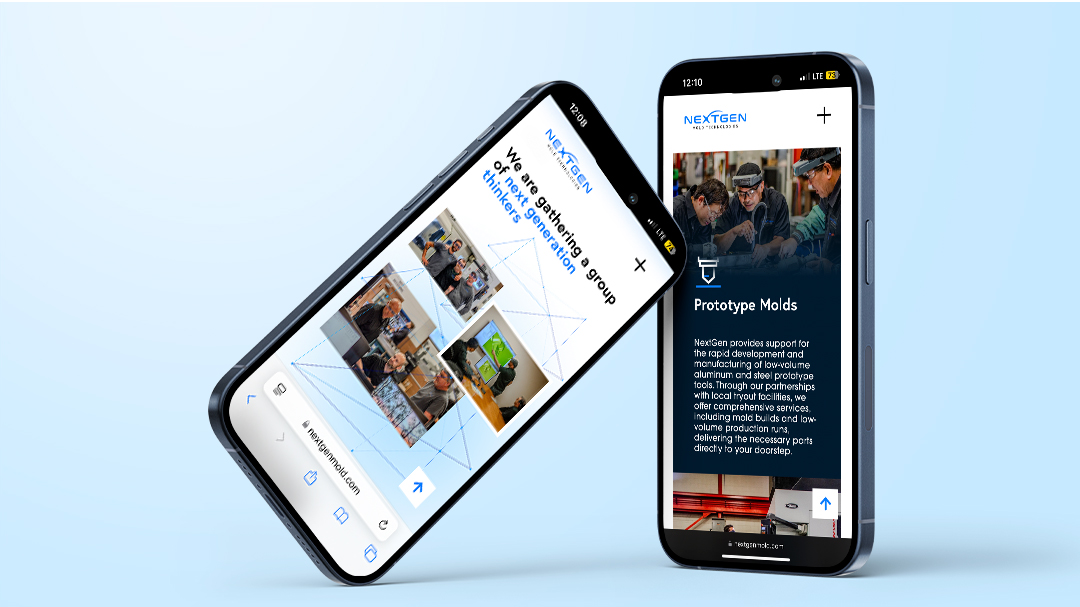 12:08
LTE 73
NEXTGEN
MOLD TECHNOLOGIES
We are gathering a group
of next generation
thinkers
nextgenmold.com
12:10
LTE 73
NEXTGEN
MOLD TECHNOLOGIES
Prototype Molds
NextGen provides support for
the rapid development and
manufacturing of low-volume
aluminum and steel prototype
tools. Through our partnerships
with local tryout facilities, we
offer comprehensive services,
including mold builds and low-
volume production runs,
delivering the necessary parts
directly to your doorstep.
nextgenmold.com